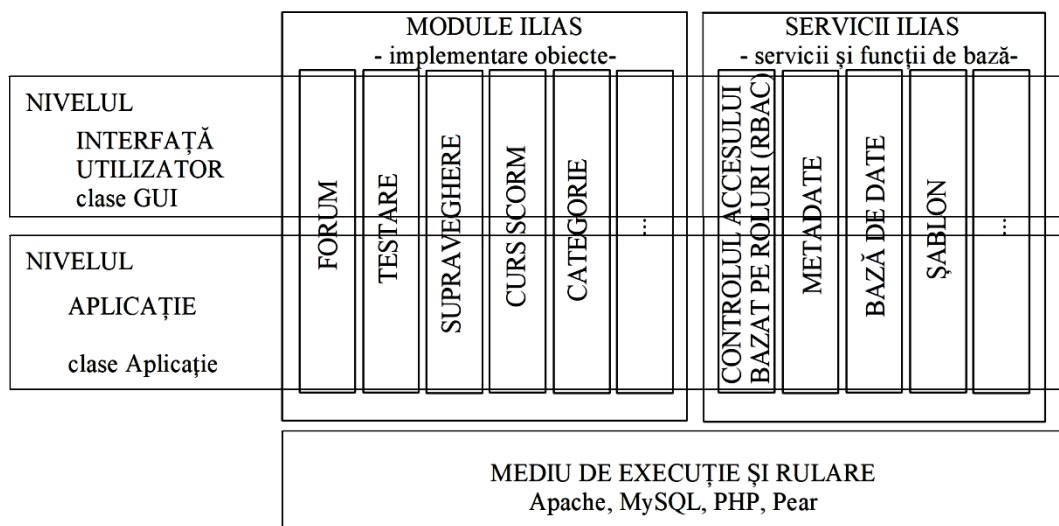 MODULE ILIAS
- implementare obiecte-
SERVICII ILIAS
- servicii și funcții de bază-
NIVELUL
INTERFAȚĂ
UTILIZATOR
clase GUI
NIVELUL
APLICAȚIE
clase Aplicație
FORUM
TESTARE
SUPRAVEGHERE
CURS SCORM
CATEGORIE
...
CONTROLUL ACCESULUI
BAZAT PE ROLURI (RBAC)
METADATE
BAZĂ DE DATE
ȘABLON
...
MEDIU DE EXECUȚIE ȘI RULARE
Apache, MySQL, PHP, Pear